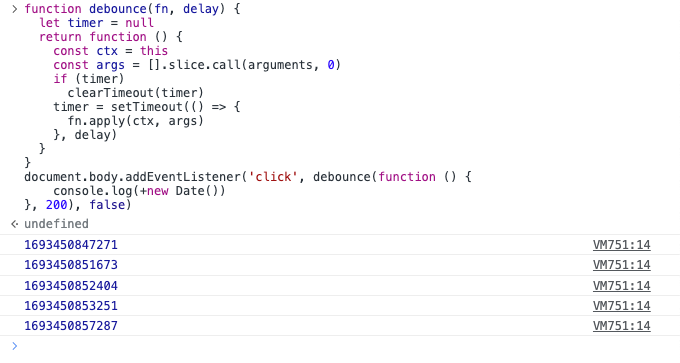 function debounce(fn, delay) {
  let timer = null
  return function () {
    const ctx = this
    const args = [].slice.call(arguments, 0)
    if (timer)
      clearTimeout(timer)
    timer = setTimeout(() => {
      fn.apply(ctx, args)
    }, delay)
  }
}
document.body.addEventListener('click', debounce(function () {
    console.log(+new Date())
}, 200), false)
undefined
1693450847271 VM751:14
1693450851673 VM751:14
1693450852404 VM751:14
1693450853251 VM751:14
1693450857287 VM751:14